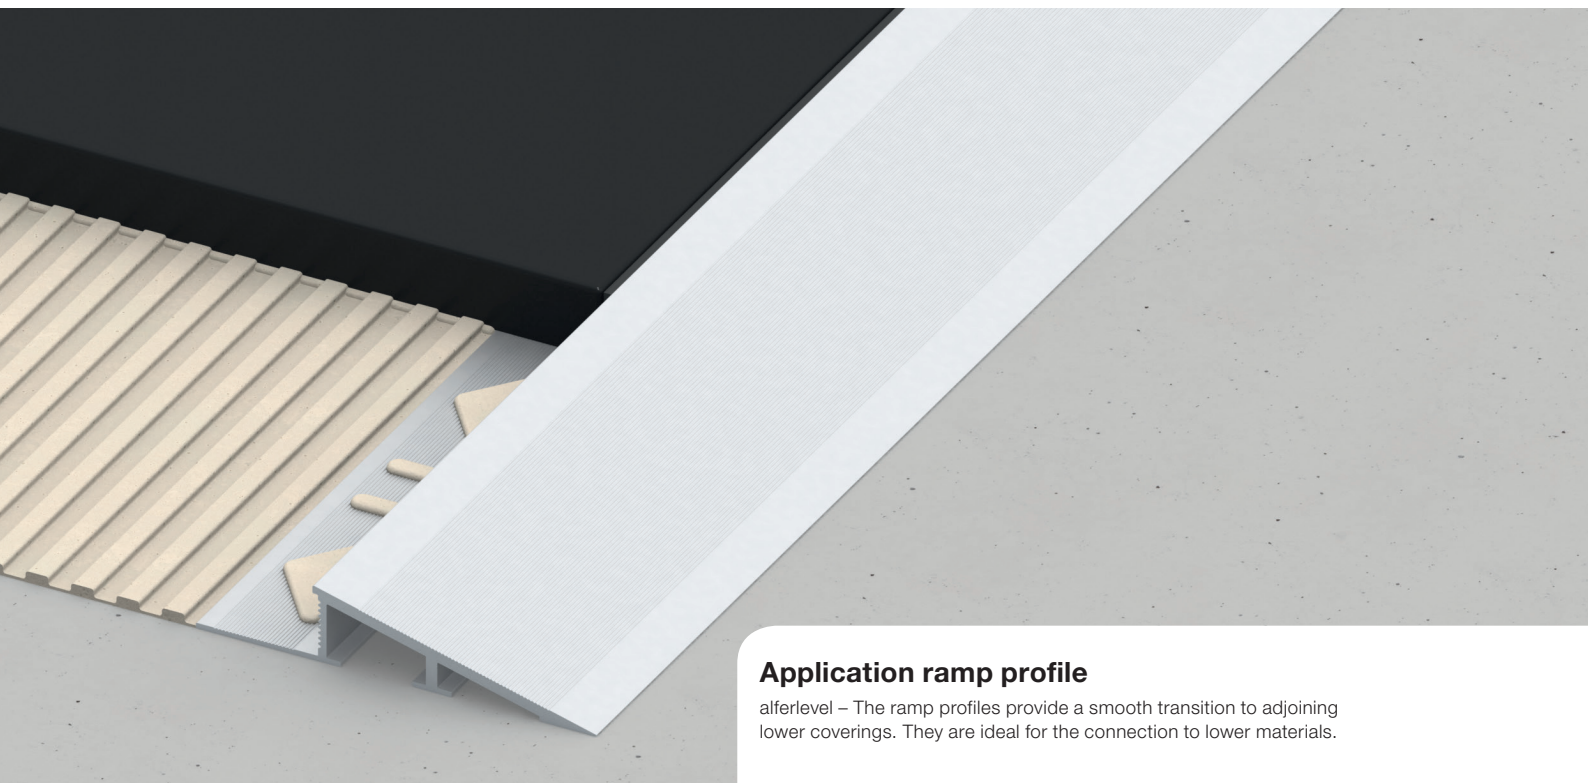 Application ramp profile
alferlevel – The ramp profiles provide a smooth transition to adjoining
lower coverings. They are ideal for the connection to lower materials.